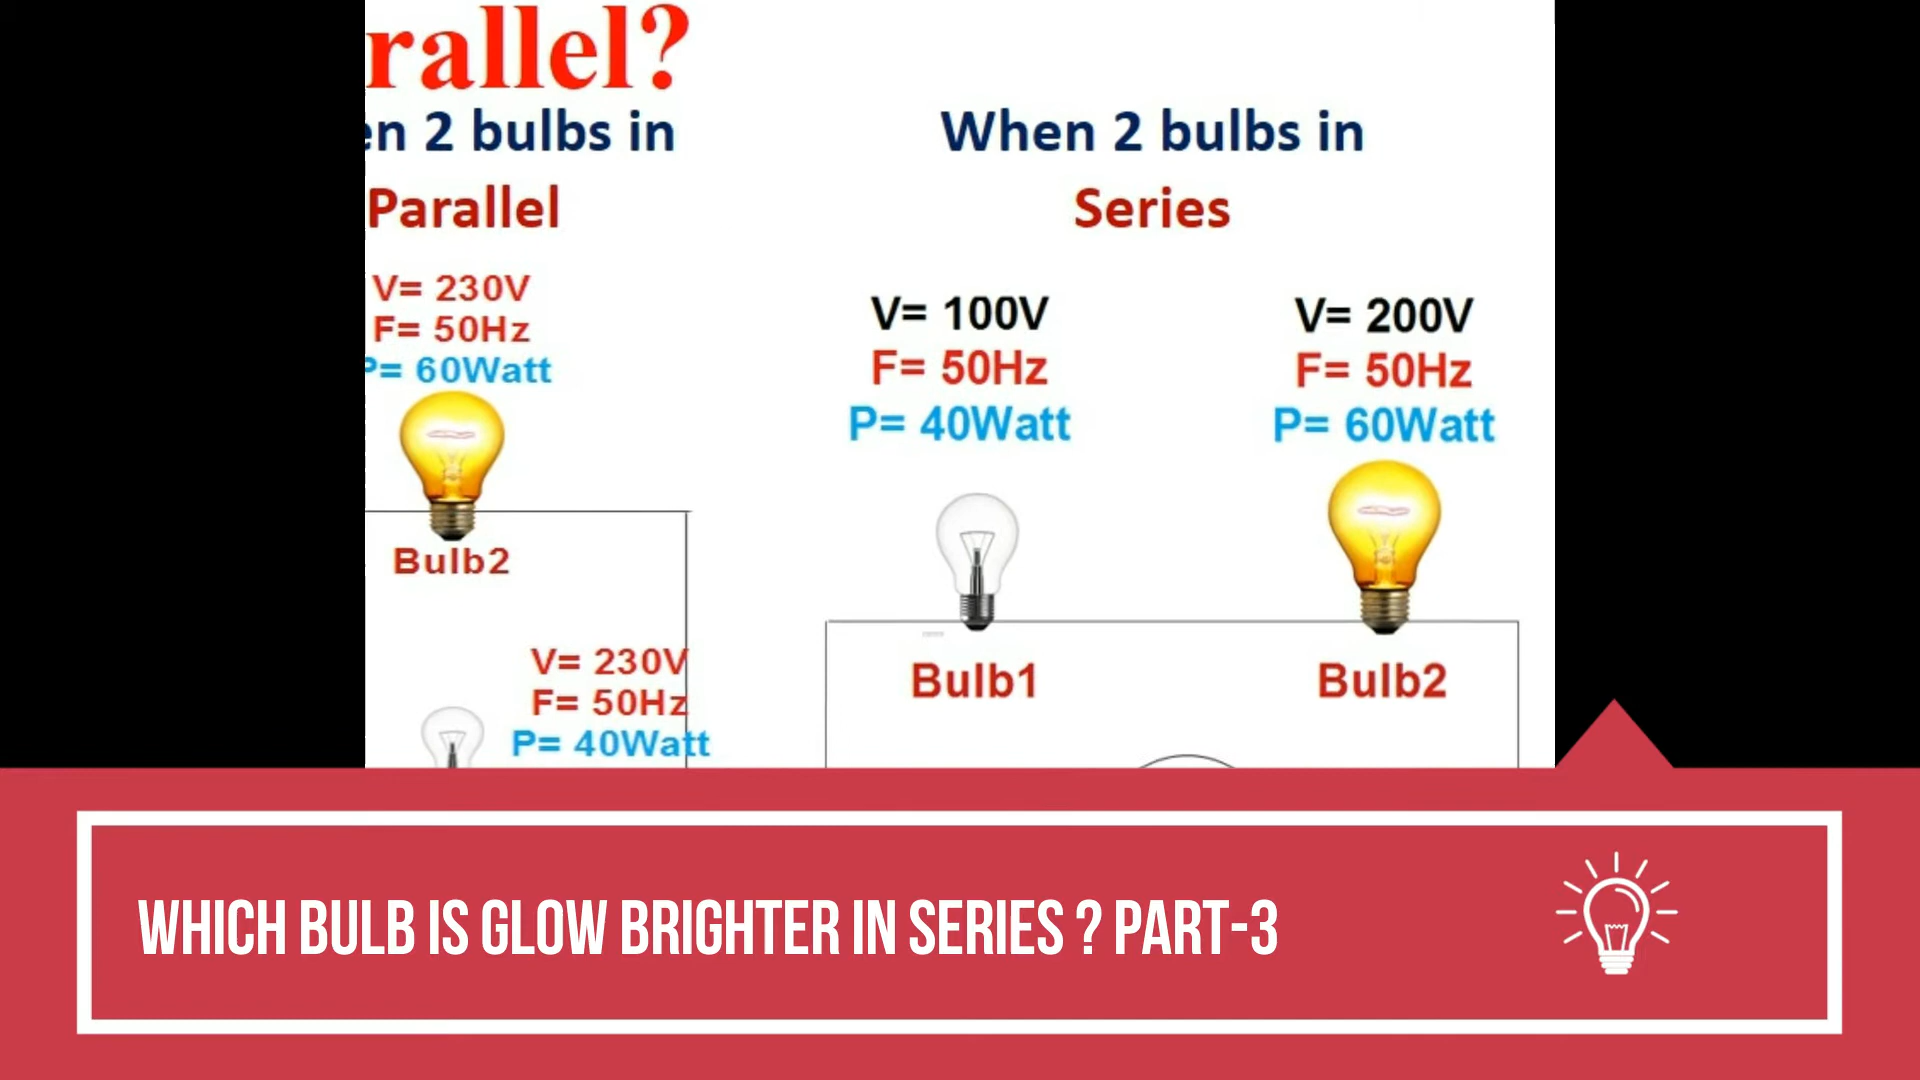 rallel?
en 2 bulbs in
Parallel
V= 230V
F= 50Hz
P= 60Watt
Bulb2
V= 230V
F= 50Hz
P= 40Watt
When 2 bulbs in
Series
V= 100V
F= 50Hz
P= 40Watt
Bulb1
V= 200V
F= 50Hz
P= 60Watt
Bulb2
WHICH BULB IS GLOW BRIGHTER IN SERIES ? PART-3